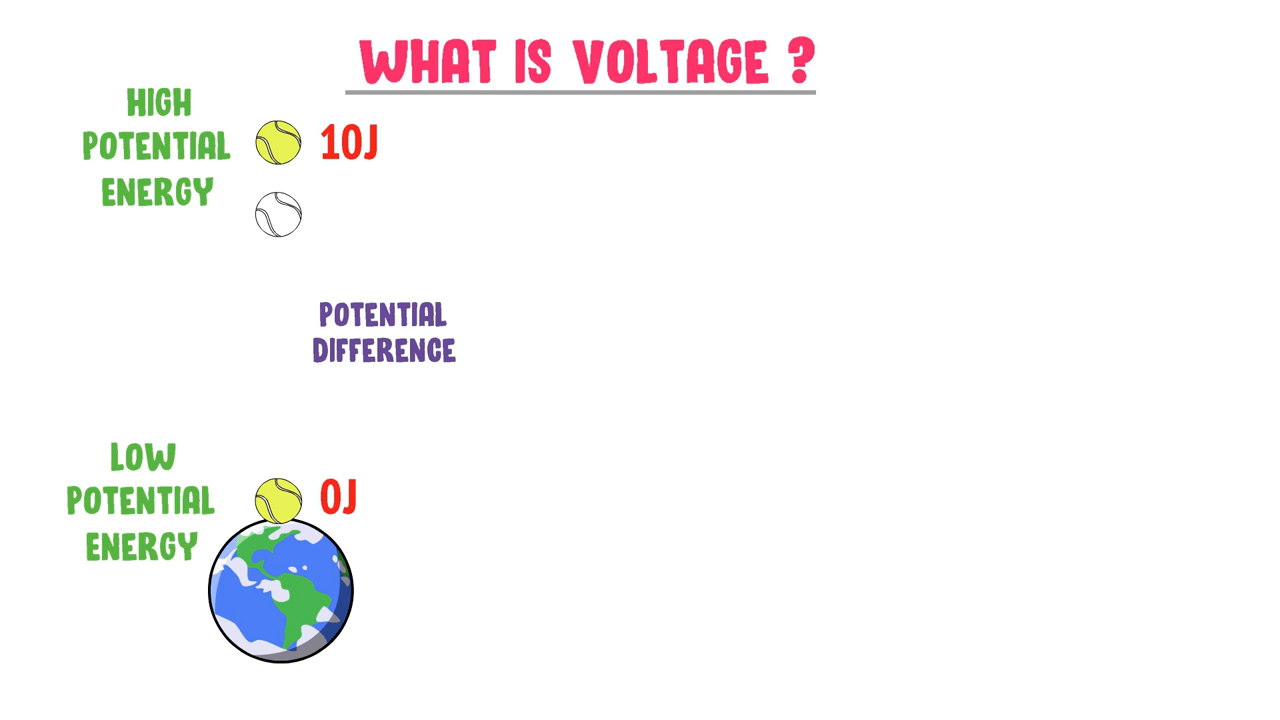 WHAT IS VOLTAGE ?
HIGH
POTENTIAL
ENERGY
10J
POTENTIAL
DIFFERENCE
LOW
POTENTIAL
ENERGY
0J